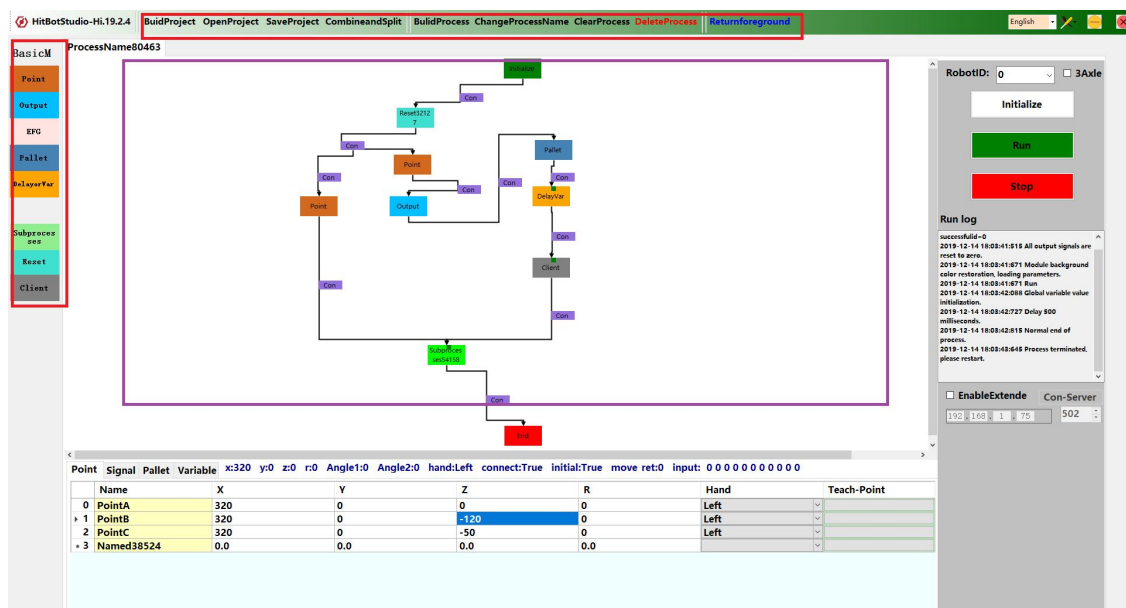 HitBotStudio-Hi.19.2.4 BuidProject OpenProject SaveProject CombineandSplit BulidProcess ChangeProcessName ClearProcess DeleteProcess Returnforeground English
BasicM
ProcessName80463
Point
Output
EFG
Pallet
DelayorVar
Subproces
ses
Reset
Client
Initialize
Con
Reset3212
7
Con
Pallet
Point
Con
Con
Con
Con
DelayVar
Point
Output
Con
Client
Con
Con
Subproces
ses54158
Con
End
RobotID: 0 3Axle
Initialize
Run
Stop
Run log
successfulid=0
2019-12-14 18:03:41:515 All output signals are
reset to zero.
2019-12-14 18:03:41:671 Module background
color restoration, loading parameters.
2019-12-14 18:03:41:671 Run
2019-12-14 18:03:42:088 Global variable value
initialization.
2019-12-14 18:03:42:727 Delay 500
milliseconds.
2019-12-14 18:03:42:815 Normal end of
process.
2019-12-14 18:03:43:645 Process terminated,
please restart.
EnableExtende Con-Server
192.168.1.75 502
Point Signal Pallet Variable x:320 y:0 z:0 r:0 Angle1:0 Angle2:0 hand:Left connect:True initial:True move ret:0 input: 0 0 0 0 0 0 0 0 0 0 0
Name X Y Z R Hand Teach-Point
0 PointA 320 0 0 0 Left
1 PointB 320 0 -120 0 Left
2 PointC 320 0 -50 0 Left
3 Named38524 0.0 0.0 0.0 0.0